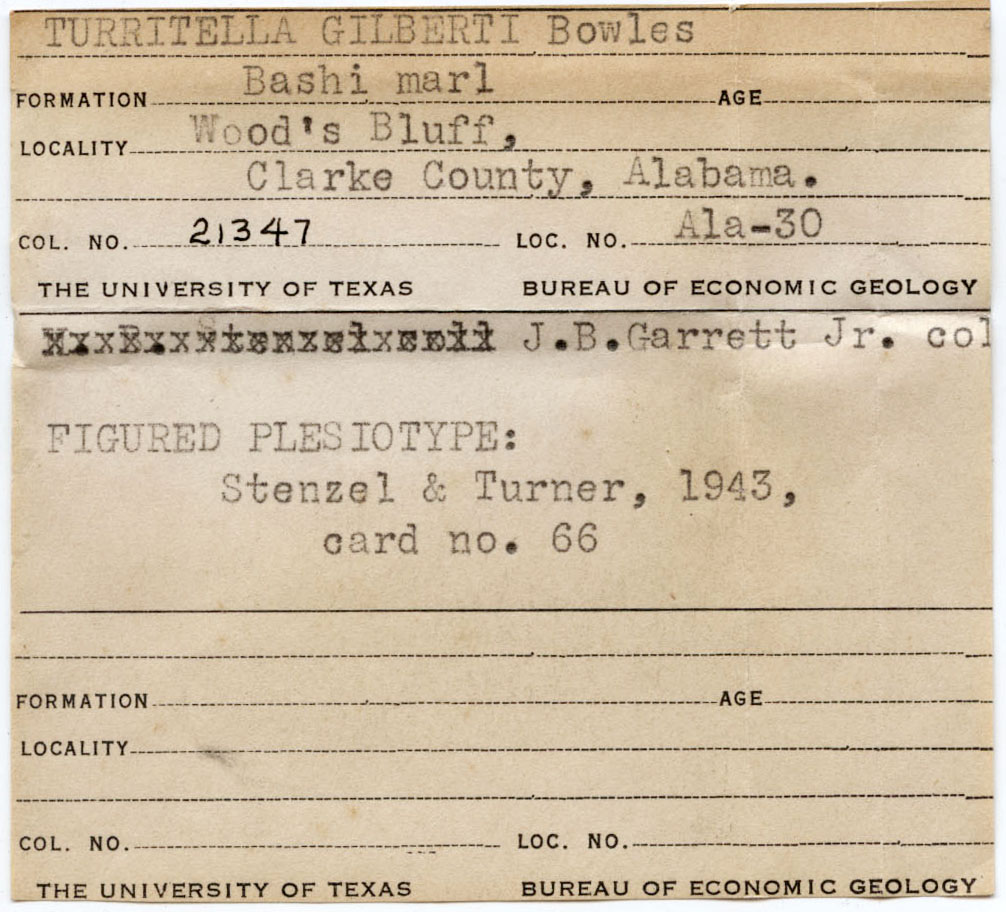 TURRITELLA GILBERTI Bowles
FORMATION Bashi marl AGE
LOCALITY Wood's Bluff,
Clarke County, Alabama.
COL. NO. 21347 LOC. NO. Ala-30
THE UNIVERSITY OF TEXAS BUREAU OF ECONOMIC GEOLOGY
J.B.Garrett Jr. col
FIGURED PLESIOTYPE:
Stenzel & Turner, 1943,
card no. 66
FORMATION AGE
LOCALITY
COL. NO. LOC. NO.
THE UNIVERSITY OF TEXAS BUREAU OF ECONOMIC GEOLOGY